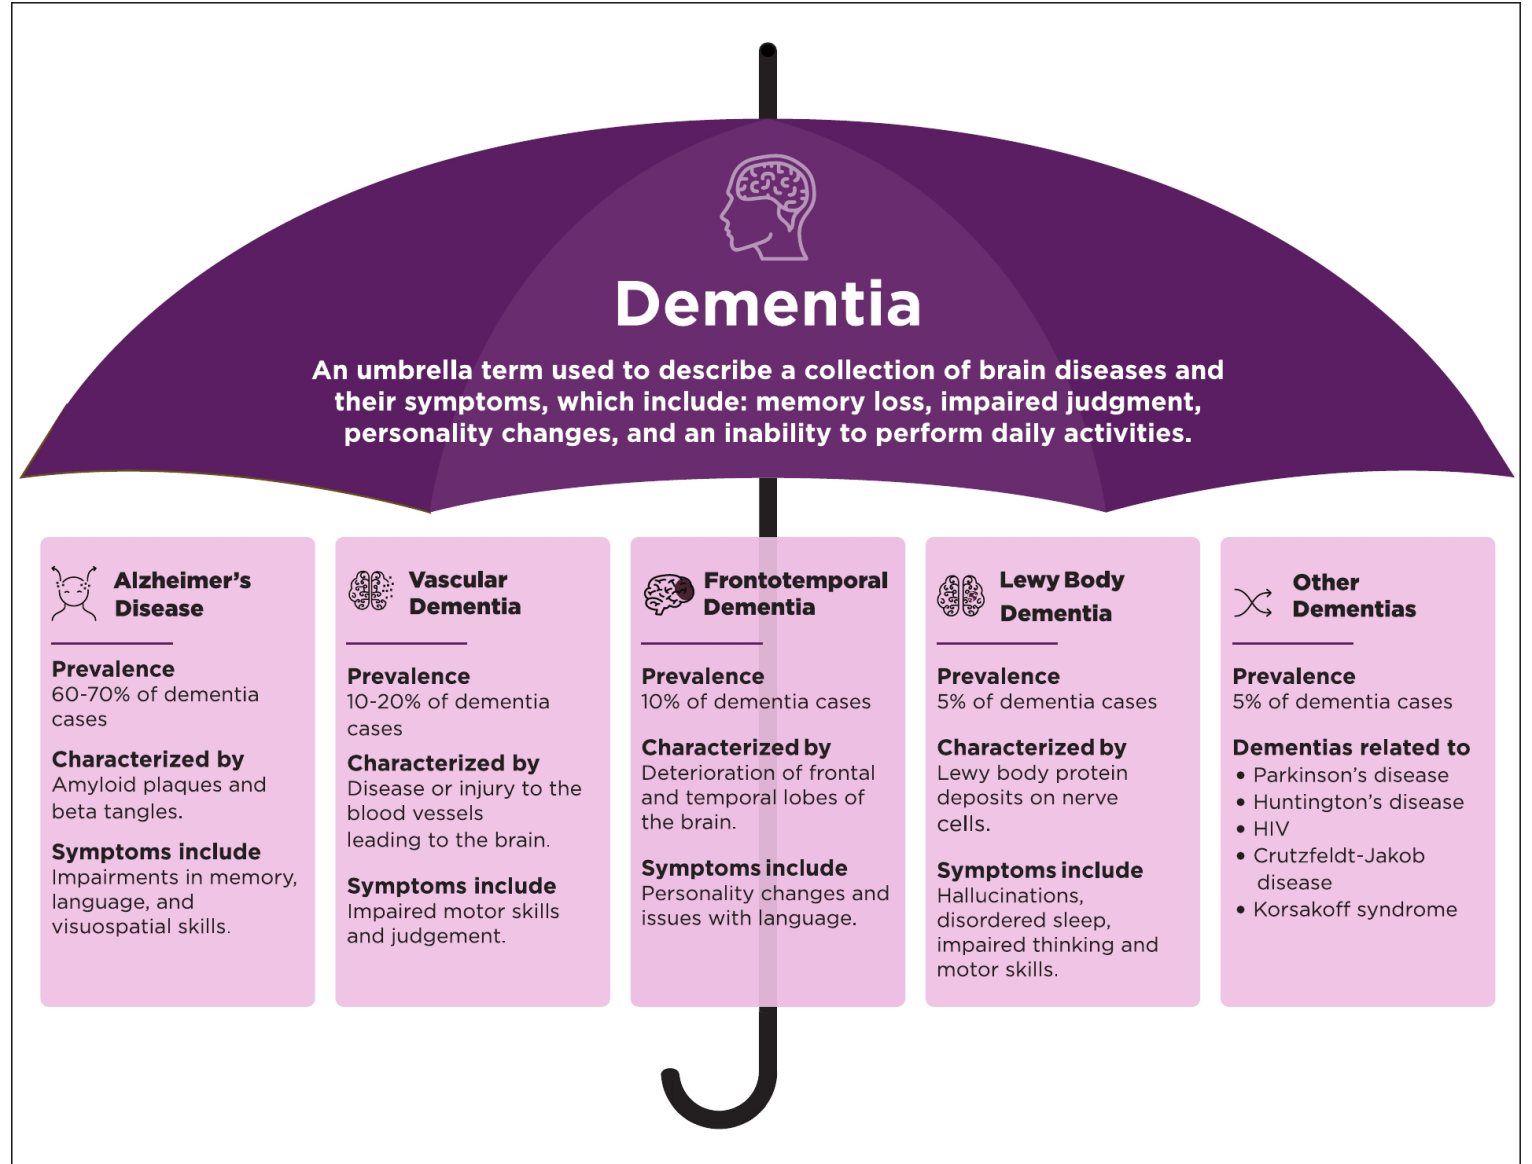 Dementia
An umbrella term used to describe a collection of brain diseases and
their symptoms, which include: memory loss, impaired judgment,
personality changes, and an inability to perform daily activities.
Alzheimer's
Disease
Prevalence
60-70% of dementia
cases
Characterized by
Amyloid plaques and
beta tangles.
Symptoms include
Impairments in memory,
language, and
visuospatial skills.
Vascular
Dementia
Prevalence
10-20% of dementia
cases
Characterized by
Disease or injury to the
blood vessels
leading to the brain.
Symptoms include
Impaired motor skills
and judgement.
Frontotemporal
Dementia
Prevalence
10% of dementia cases
Characterized by
Deterioration of frontal
and temporal lobes of
the brain.
Symptoms include
Personality changes and
issues with language.
Lewy Body
Dementia
Prevalence
5% of dementia cases
Characterized by
Lewy body protein
deposits on nerve
cells.
Symptoms include
Hallucinations,
disordered sleep,
impaired thinking and
motor skills.
Other
Dementias
Prevalence
5% of dementia cases
Dementias related to
• Parkinson's disease
• Huntington's disease
• HIV
• Crutzfeldt-Jakob
disease
• Korsakoff syndrome